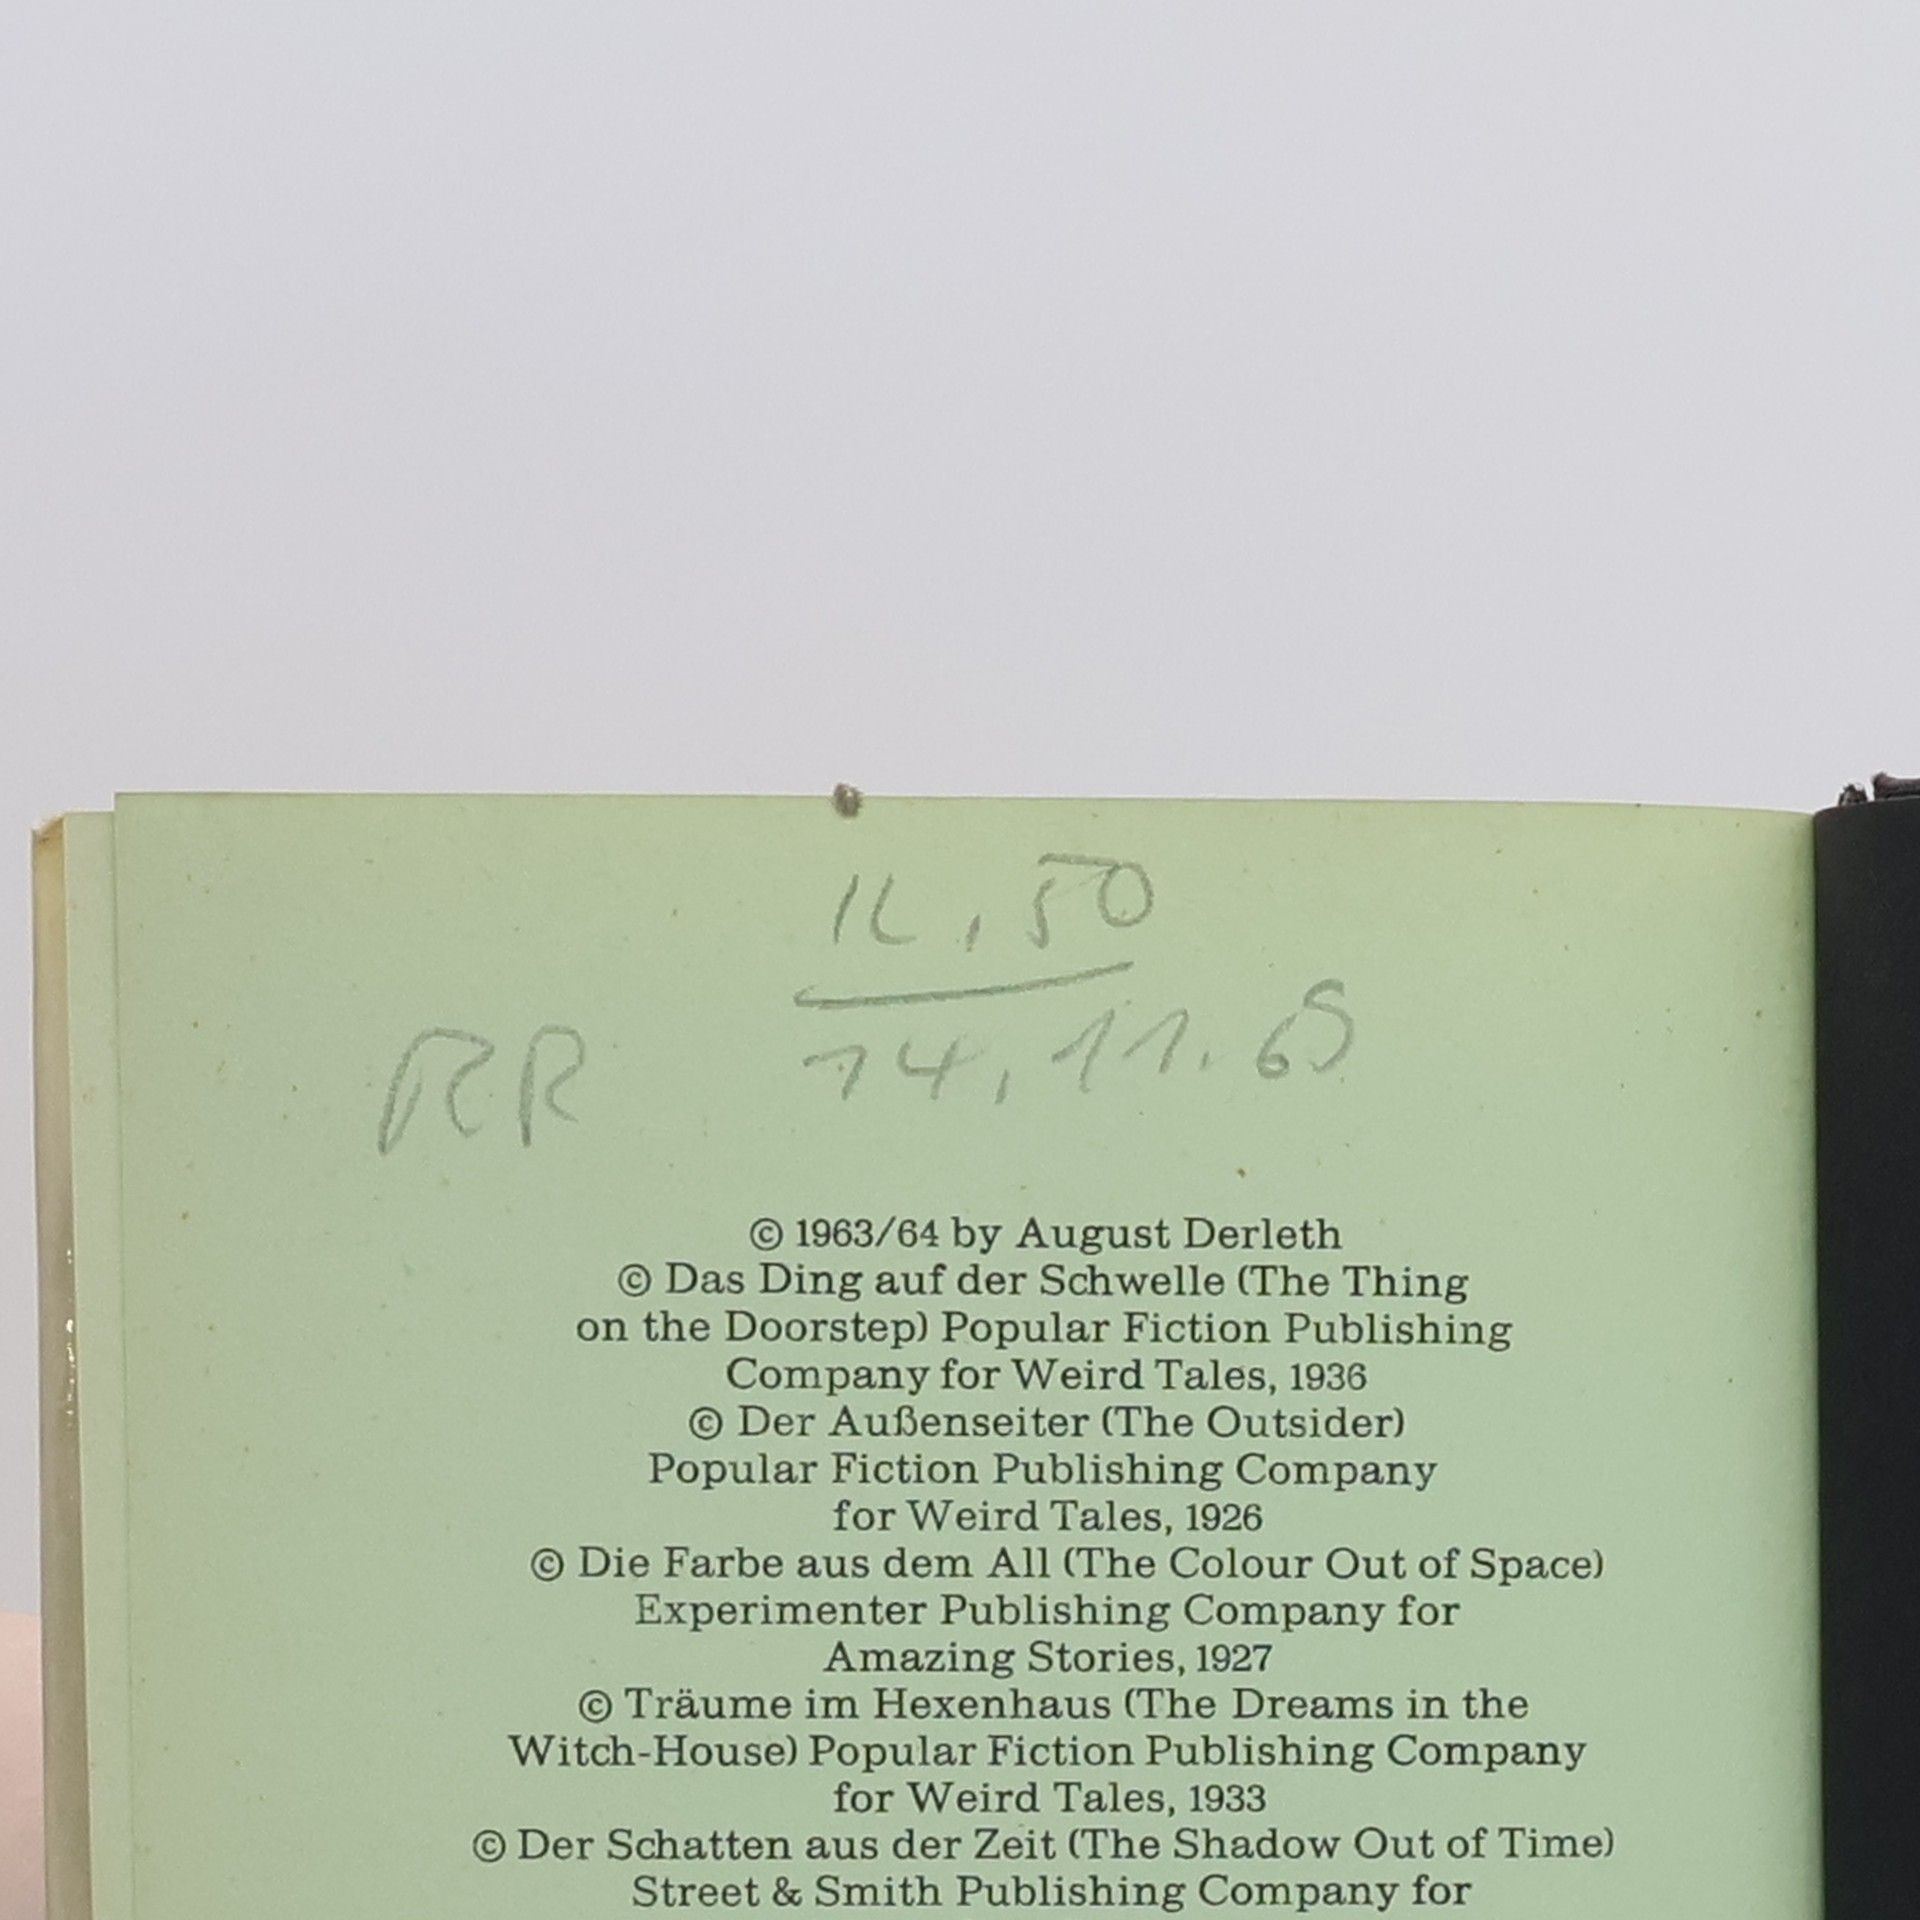 12,50
RR 14.11.69
© 1963/64 by August Derleth
© Das Ding auf der Schwelle (The Thing
on the Doorstep) Popular Fiction Publishing
Company for Weird Tales, 1936
© Der Außenseiter (The Outsider)
Popular Fiction Publishing Company
for Weird Tales, 1926
© Die Farbe aus dem All (The Colour Out of Space)
Experimenter Publishing Company for
Amazing Stories, 1927
© Träume im Hexenhaus (The Dreams in the
Witch-House) Popular Fiction Publishing Company
for Weird Tales, 1933
© Der Schatten aus der Zeit (The Shadow Out of Time)
Street & Smith Publishing Company for